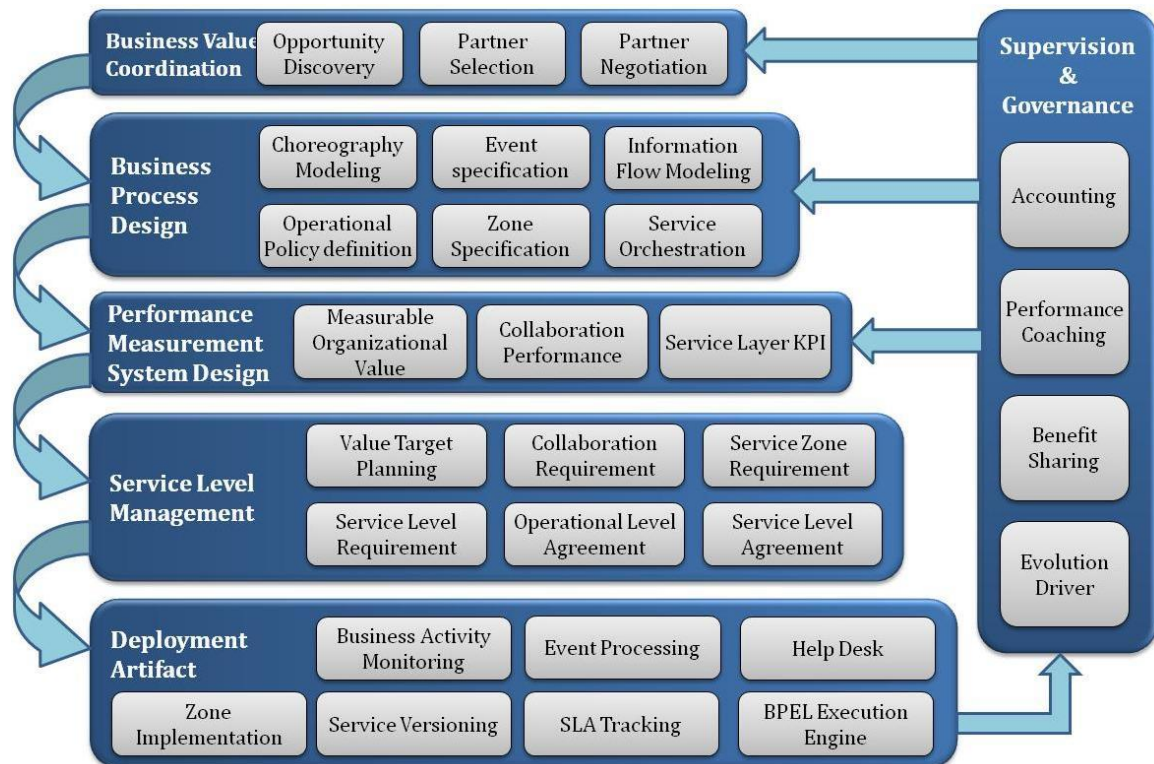 Business Value
Coordination
Opportunity
Discovery
Partner
Selection
Partner
Negotiation
Business
Process
Design
Choreography
Modeling
Event
specification
Information
Flow Modeling
Operational
Policy definition
Zone
Specification
Service
Orchestration
Performance
Measurement
System Design
Measurable
Organizational
Value
Collaboration
Performance
Service Layer KPI
Service Level
Management
Value Target
Planning
Collaboration
Requirement
Service Zone
Requirement
Service Level
Requirement
Operational Level
Agreement
Service Level
Agreement
Deployment
Artifact
Business Activity
Monitoring
Event Processing
Help Desk
Zone
Implementation
Service Versioning
SLA Tracking
BPEL Execution
Engine
Supervision
&
Governance
Accounting
Performance
Coaching
Benefit
Sharing
Evolution
Driver